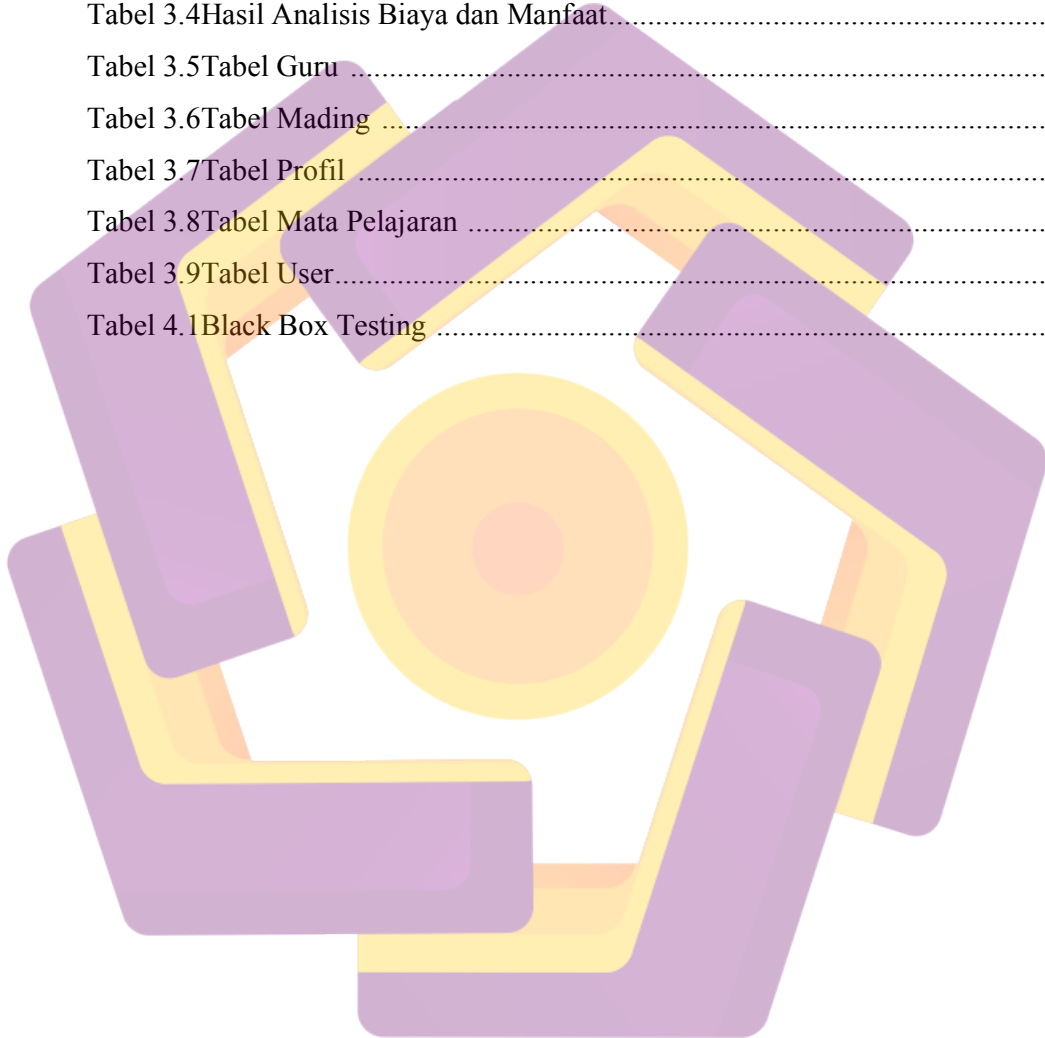 Tabel 3.4Hasil Analisis Biaya dan Manfaat............................................................
Tabel 3.5Tabel Guru ................................................................................................
Tabel 3.6Tabel Mading ............................................................................................
Tabel 3.7Tabel Profil ...............................................................................................
Tabel 3.8Tabel Mata Pelajaran ................................................................................
Tabel 3.9Tabel User..................................................................................................
Tabel 4.1Black Box Testing .....................................................................................